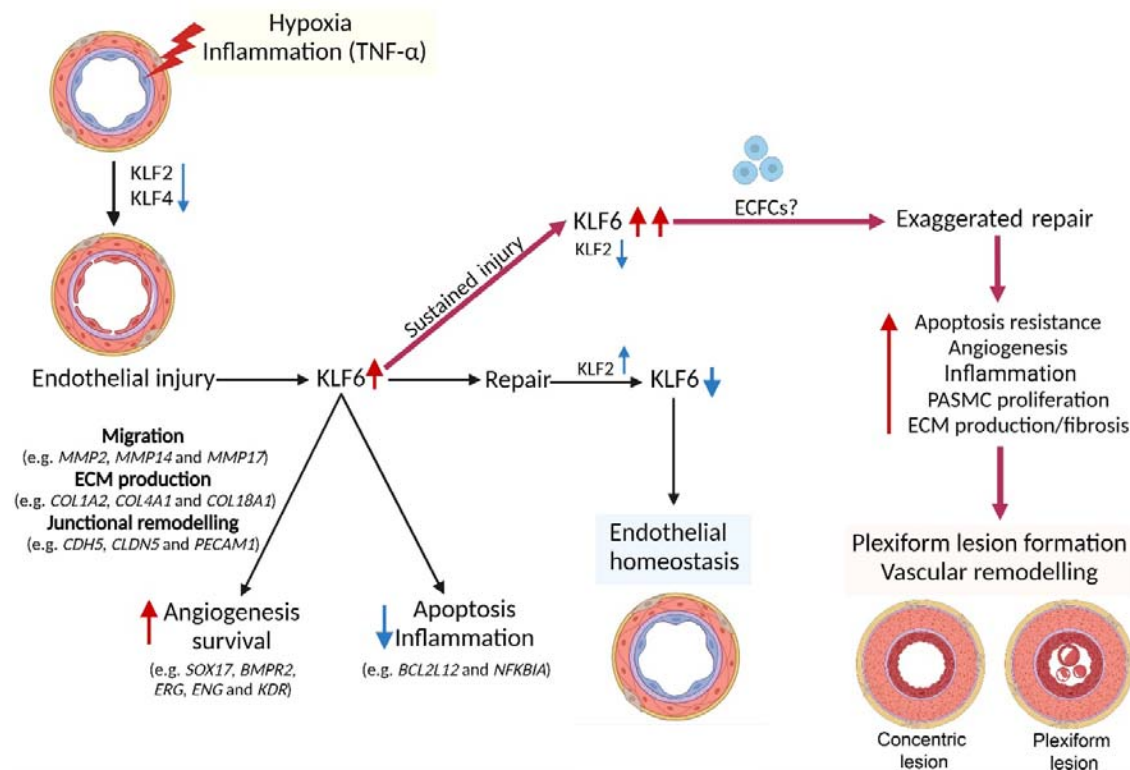 Hypoxia
Inflammation (TNF-α)
KLF2
KLF4
Endothelial injury
KLF6
Sustained injury
KLF6
KLF2
ECFCs?
Exaggerated repair
Repair
KLF2
KLF6
Apoptosis resistance
Angiogenesis
Inflammation
PASMC proliferation
ECM production/fibrosis
Migration
(e.g. MMP2, MMP14 and MMP17)
ECM production
(e.g. COL1A2, COL4A1 and COL18A1)
Junctional remodelling
(e.g. CDH5, CLDN5 and PECAM1)
Angiogenesis
survival
(e.g. SOX17, BMPR2,
ERG, ENG and KDR)
Apoptosis
Inflammation
(e.g. BCL2L12 and NFKBIA)
Endothelial
homeostasis
Plexiform lesion formation
Vascular remodelling
Concentric
lesion
Plexiform
lesion